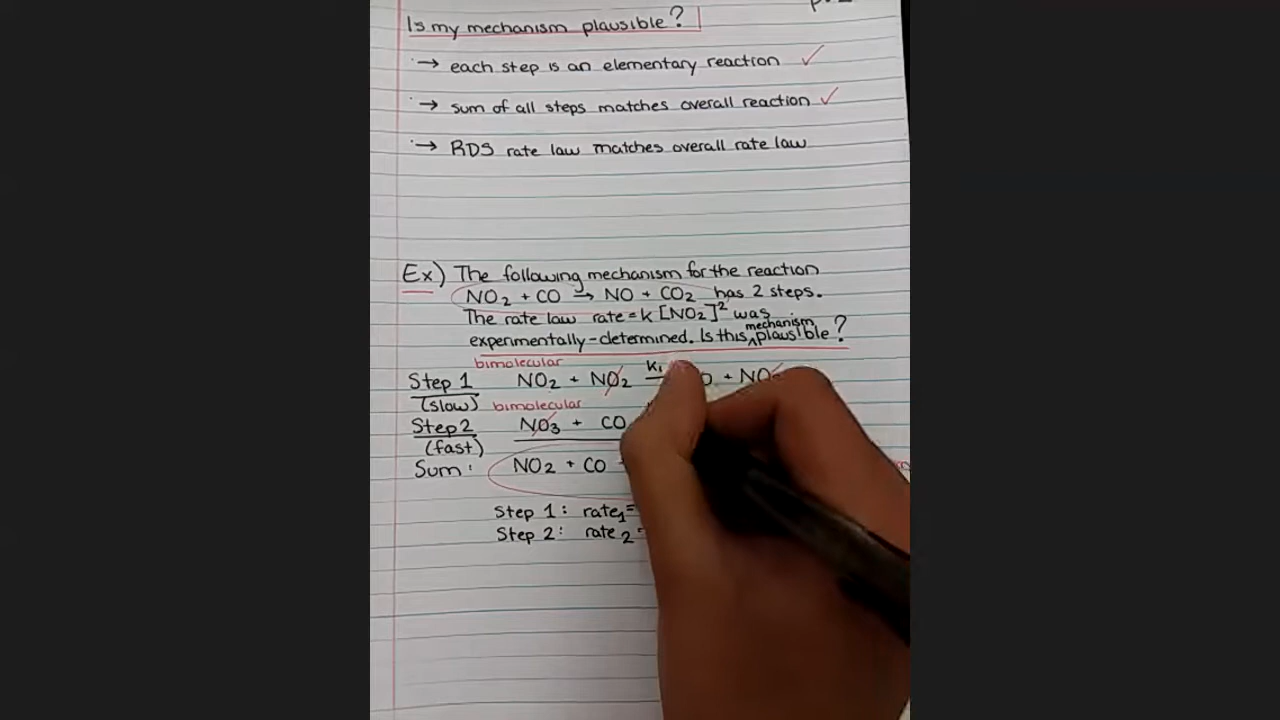 Is my mechanism plausible?
→ each step is an elementary reaction ✓
→ sum of all steps matches overall reaction ✓
→ RDS rate law matches overall rate law
Ex) The following mechanism for the reaction
NO₂ + CO → NO + CO₂ has 2 steps.
The rate law rate = k [NO₂]² was
mechanism
experimentally-determined. Is this ^ plausible?
bimolecular
Step 1 NO₂ + NO₂ k₁ → + NO
(slow) bimolecular
Step 2 NO₃ + CO
(fast)
Sum: NO₂ + CO
Step 1: rate₁ =
Step 2: rate₂ =